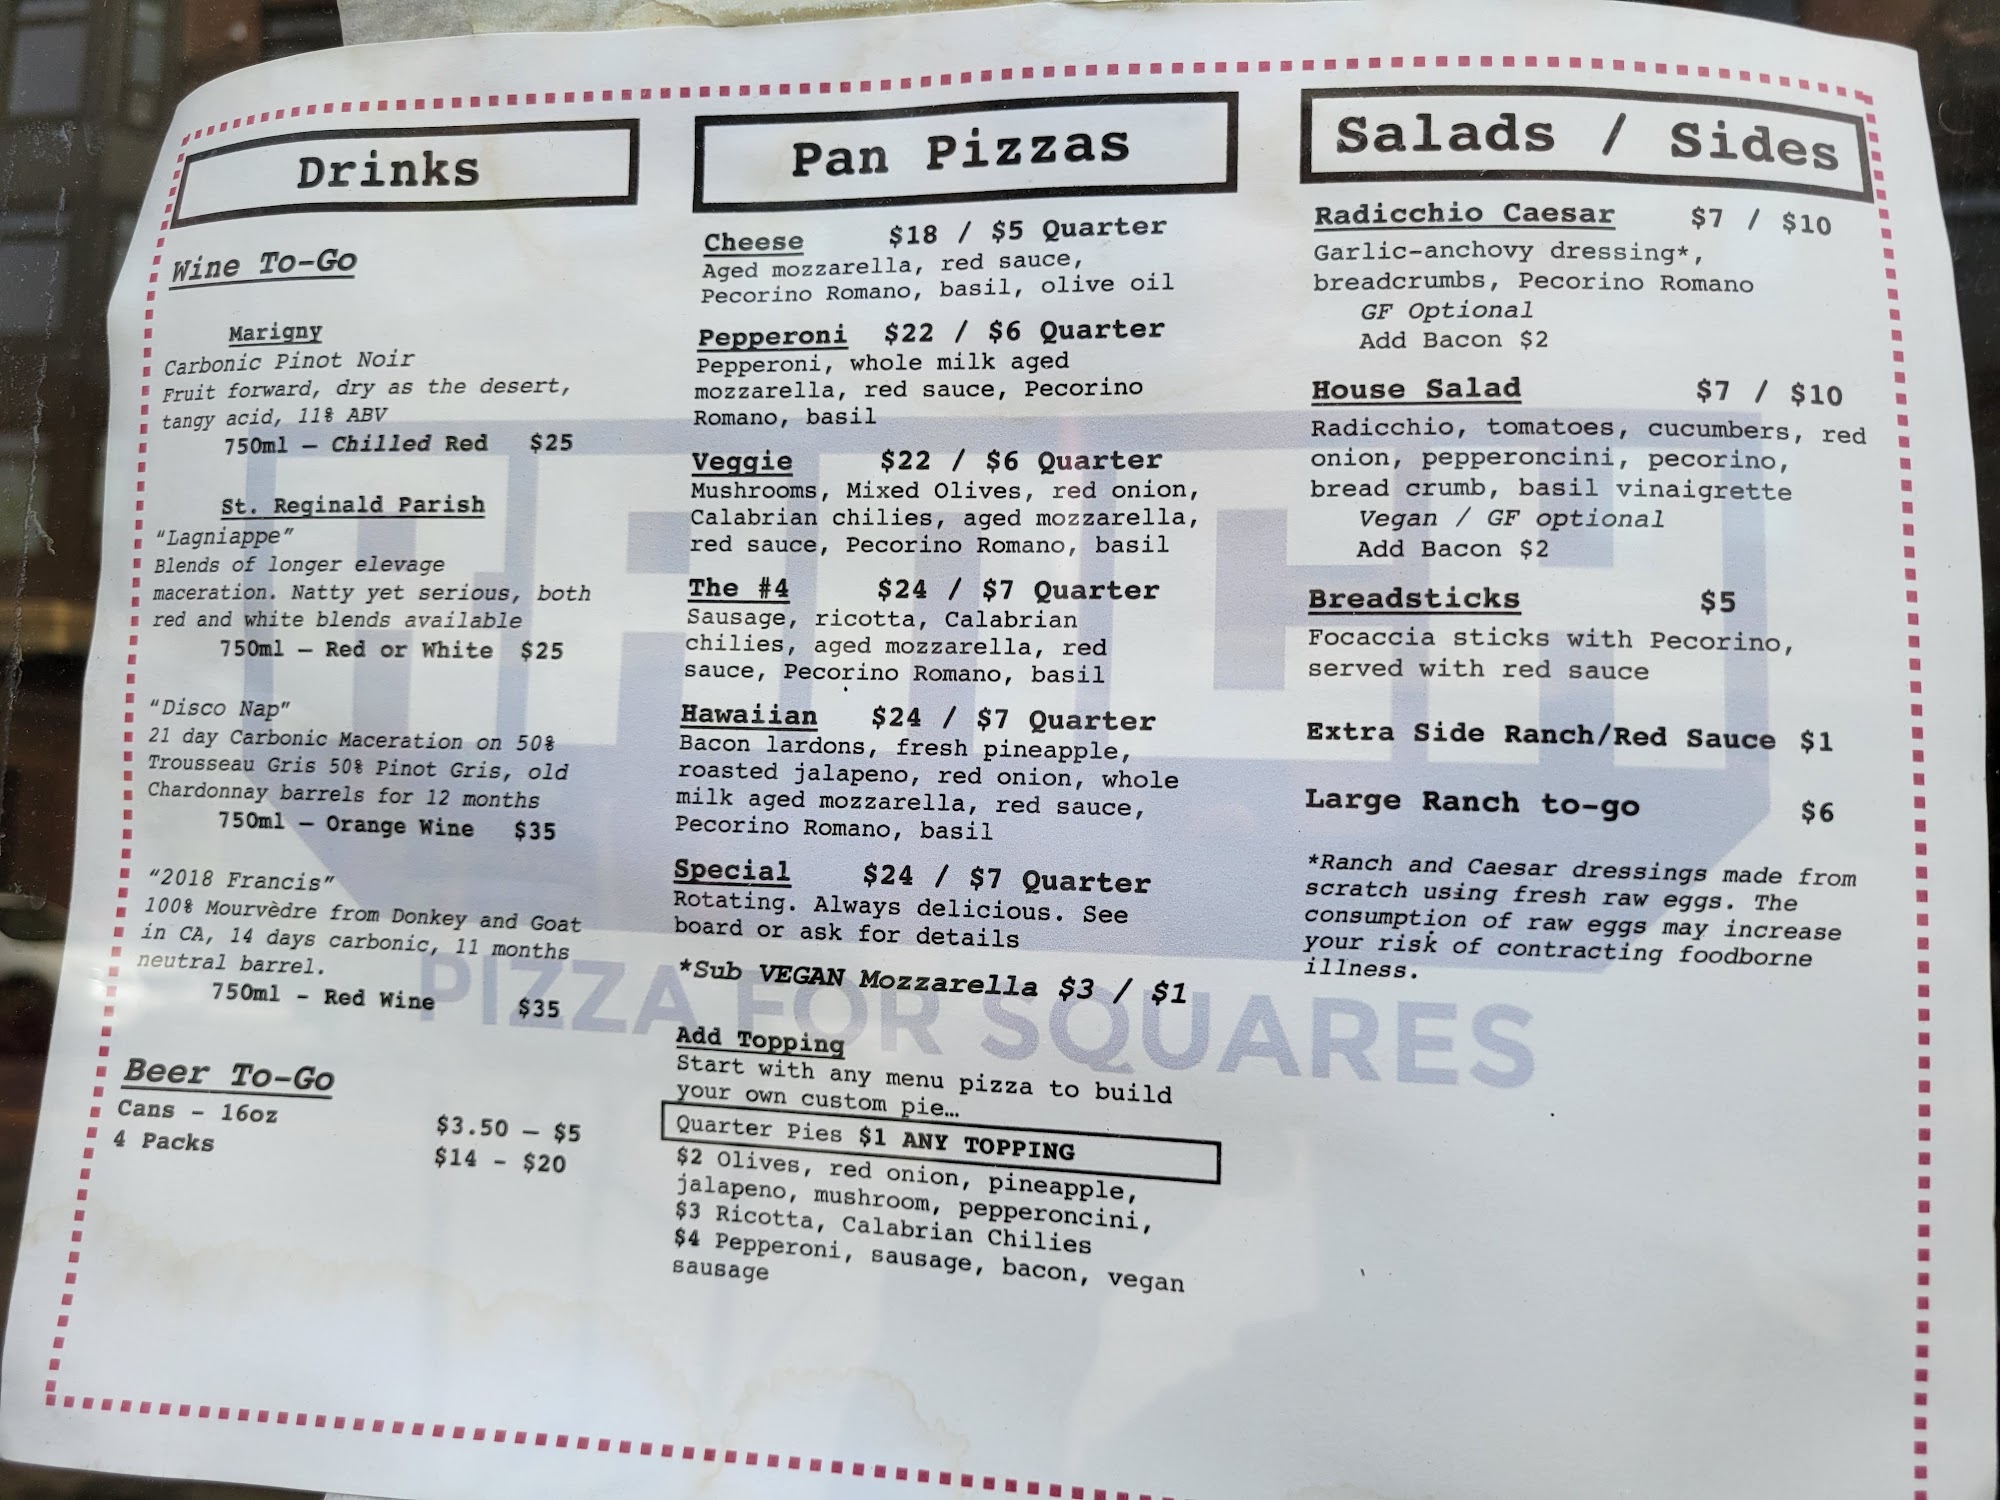 Drinks
Wine To-Go
Marigny
Carbonic Pinot Noir
Fruit forward, dry as the desert,
tangy acid, 11% ABV
750ml – Chilled Red $25
St. Reginald Parish
"Lagniappe"
Blends of longer elevage
maceration. Natty yet serious, both
red and white blends available
750ml – Red or White $25
"Disco Nap"
21 day Carbonic Maceration on 50%
Trousseau Gris 50% Pinot Gris, old
Chardonnay barrels for 12 months
750ml – Orange Wine $35
"2018 Francis"
100% Mourvèdre from Donkey and Goat
in CA, 14 days carbonic, 11 months
neutral barrel.
750ml - Red Wine $35
Beer To-Go
Cans - 16oz $3.50 – $5
4 Packs $14 - $20
Pan Pizzas
Cheese $18 / $5 Quarter
Aged mozzarella, red sauce,
Pecorino Romano, basil, olive oil
Pepperoni $22 / $6 Quarter
Pepperoni, whole milk aged
mozzarella, red sauce, Pecorino
Romano, basil
Veggie $22 / $6 Quarter
Mushrooms, Mixed Olives, red onion,
Calabrian chilies, aged mozzarella,
red sauce, Pecorino Romano, basil
The #4 $24 / $7 Quarter
Sausage, ricotta, Calabrian
chilies, aged mozzarella, red
sauce, Pecorino Romano, basil
Hawaiian $24 / $7 Quarter
Bacon lardons, fresh pineapple,
roasted jalapeno, red onion, whole
milk aged mozzarella, red sauce,
Pecorino Romano, basil
Special $24 / $7 Quarter
Rotating. Always delicious. See
board or ask for details
*Sub VEGAN Mozzarella $3 / $1
Add Topping
Start with any menu pizza to build
your own custom pie…
Quarter Pies $1 ANY TOPPING
$2 Olives, red onion, pineapple,
jalapeno, mushroom, pepperoncini,
$3 Ricotta, Calabrian Chilies
$4 Pepperoni, sausage, bacon, vegan
sausage
Salads / Sides
Radicchio Caesar $7 / $10
Garlic-anchovy dressing*,
breadcrumbs, Pecorino Romano
GF Optional
Add Bacon $2
House Salad $7 / $10
Radicchio, tomatoes, cucumbers, red
onion, pepperoncini, pecorino,
bread crumb, basil vinaigrette
Vegan / GF optional
Add Bacon $2
Breadsticks $5
Focaccia sticks with Pecorino,
served with red sauce
Extra Side Ranch/Red Sauce $1
Large Ranch to-go $6
*Ranch and Caesar dressings made from
scratch using fresh raw eggs. The
consumption of raw eggs may increase
your risk of contracting foodborne
illness.
PIZZA FOR SQUARES